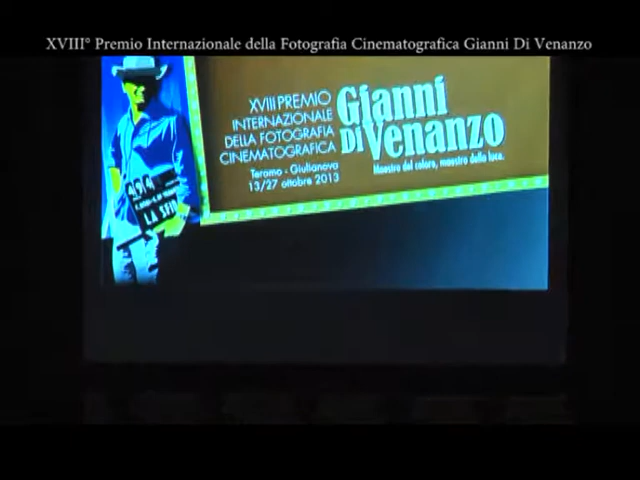 XVIII° Premio Internazionale della Fotografia Cinematografica Gianni Di Venanzo
XVIII PREMIO
INTERNAZIONALE
DELLA FOTOGRAFIA
CINEMATOGRAFICA
Gianni
Di Venanzo
Maestro del colore, maestro della luce.
Teramo - Giulianova
13/27 ottobre 2013
LA SFID